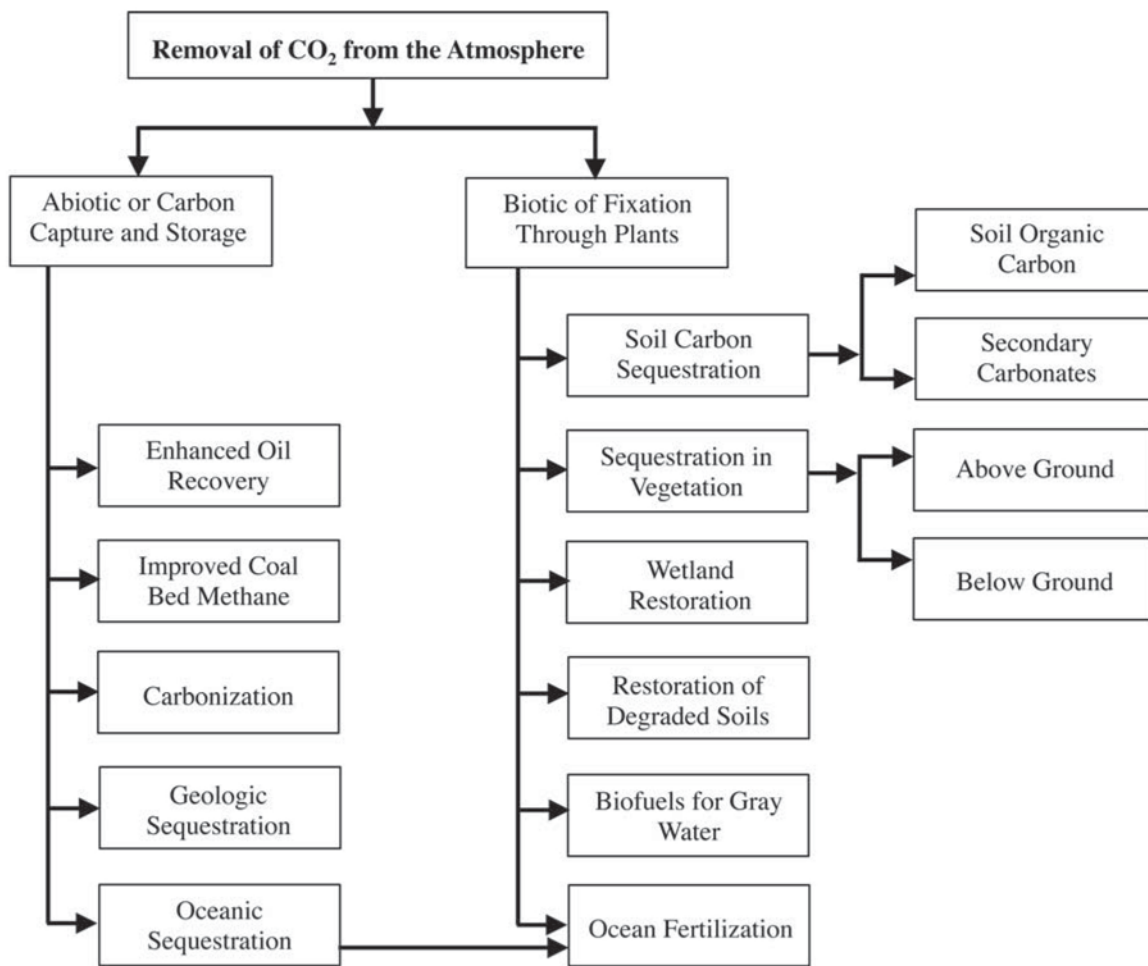 Removal of CO₂ from the Atmosphere
Abiotic or Carbon
Capture and Storage
Enhanced Oil
Recovery
Improved Coal
Bed Methane
Carbonization
Geologic
Sequestration
Oceanic
Sequestration
Biotic of Fixation
Through Plants
Soil Carbon
Sequestration
Soil Organic
Carbon
Secondary
Carbonates
Sequestration in
Vegetation
Above Ground
Below Ground
Wetland
Restoration
Restoration of
Degraded Soils
Biofuels for Gray
Water
Ocean Fertilization